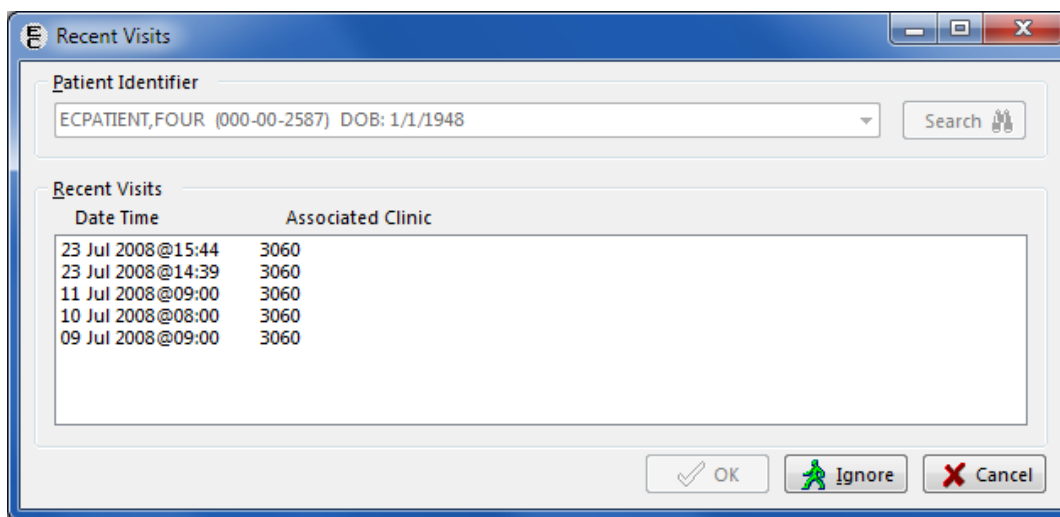 EC Recent Visits
Patient Identifier
ECPATIENT,FOUR (000-00-2587) DOB: 1/1/1948 Search
Recent Visits
Date Time Associated Clinic
23 Jul 2008@15:44 3060
23 Jul 2008@14:39 3060
11 Jul 2008@09:00 3060
10 Jul 2008@08:00 3060
09 Jul 2008@09:00 3060
OK Ignore Cancel